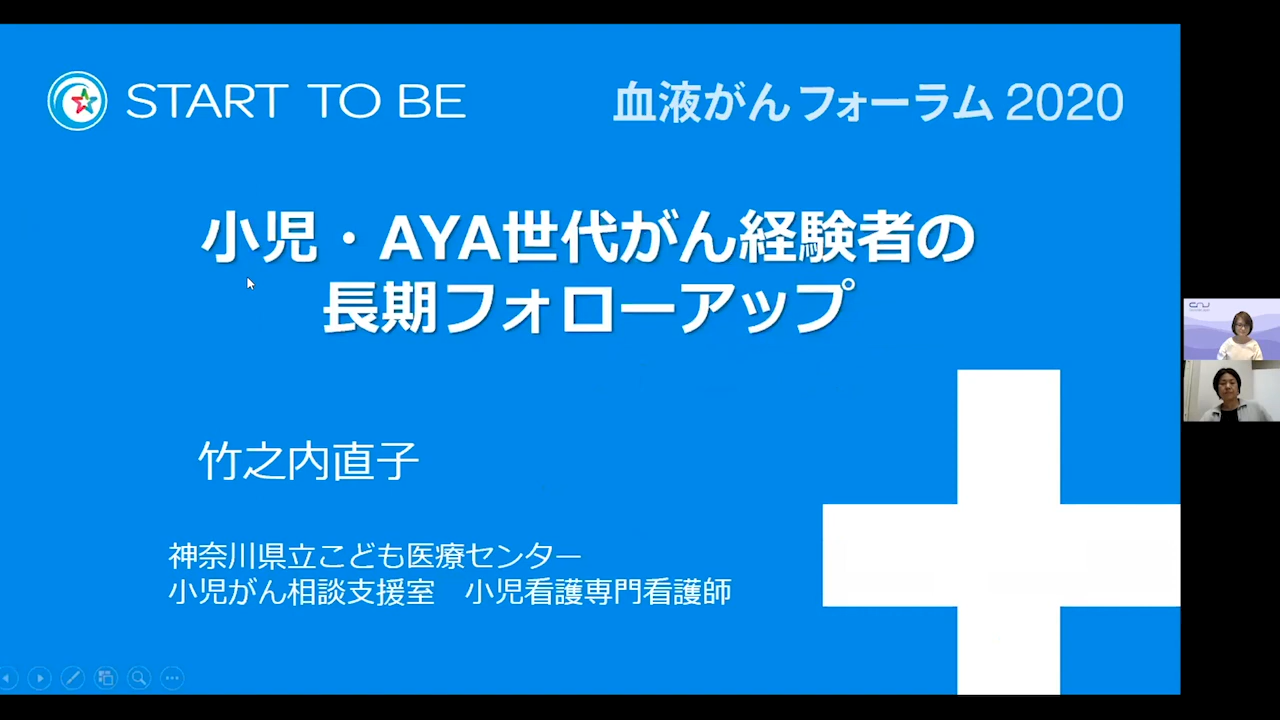 START TO BE
血液がんフォーラム 2020
小児・AYA世代がん経験者の
長期フォローアップ
竹之内直子
神奈川県立こども医療センター
小児がん相談支援室　小児看護専門看護師